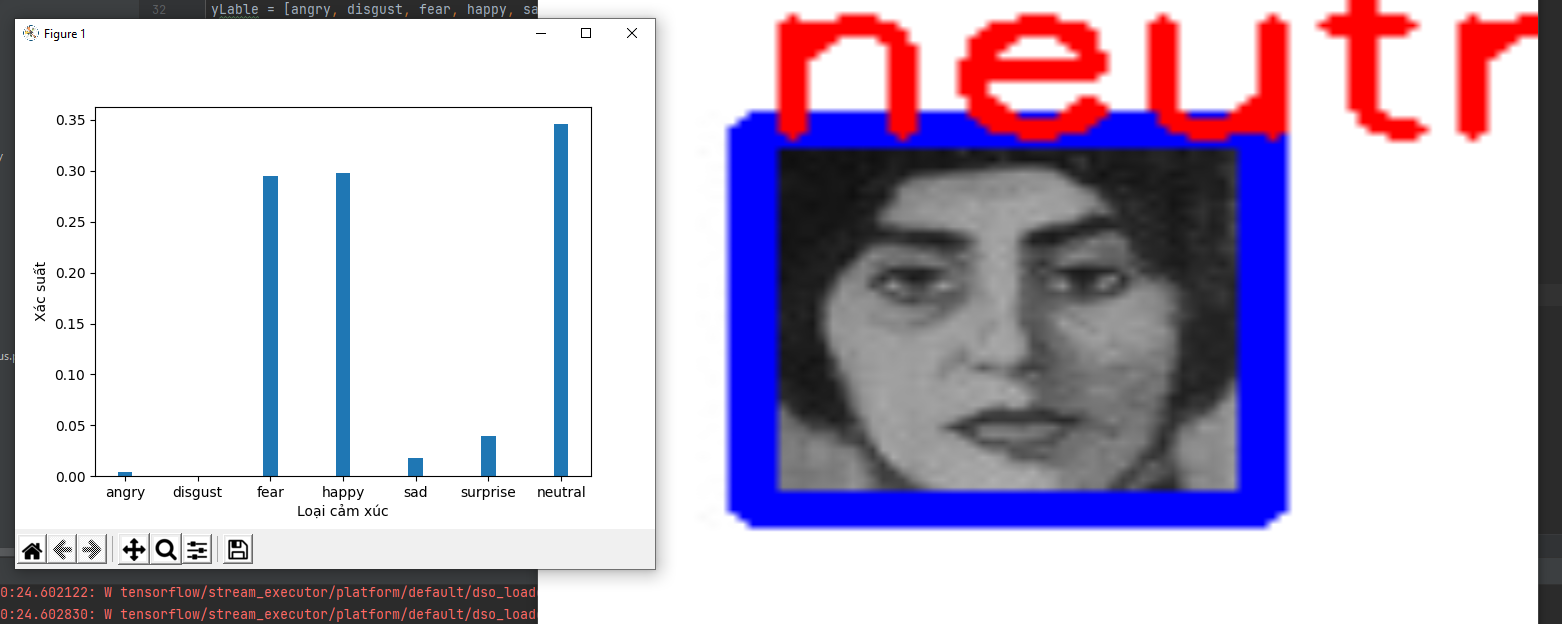 32 yLable = [angry, disgust, fear, happy, sa
Figure 1
neutr
0.35
0.30
0.25
0.20
0.15
0.10
0.05
0.00
Xác suất
angry disgust fear happy sad surprise neutral
Loại cảm xúc
us.p
0:24.602122: W tensorflow/stream_executor/platform/default/dso_load
0:24.602830: W tensorflow/stream_executor/platform/default/dso_load